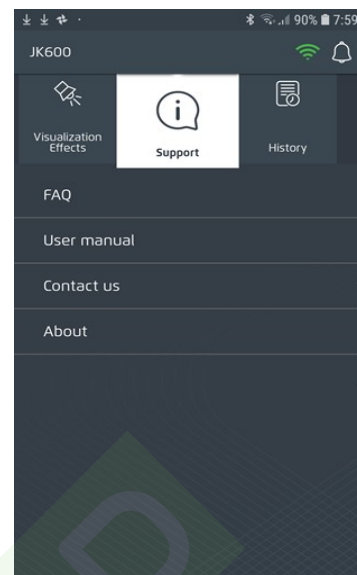 90% 7:59
JK600
Visualization
Effects
Support
History
FAQ
User manual
Contact us
About